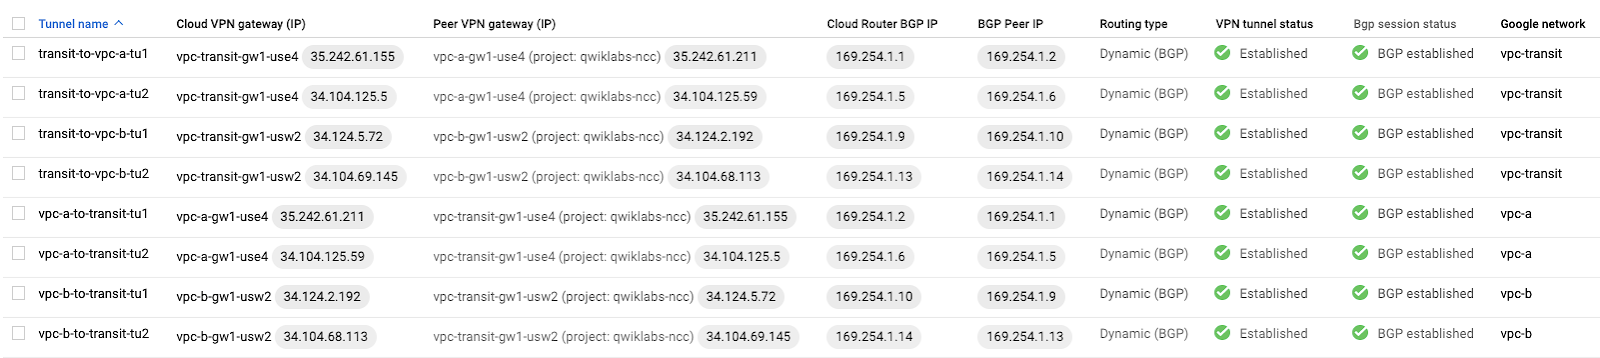 Tunnel name Cloud VPN gateway (IP) Peer VPN gateway (IP) Cloud Router BGP IP BGP Peer IP Routing type VPN tunnel status Bgp session status Google network
transit-to-vpc-a-tu1 vpc-transit-gw1-use4 35.242.61.155 vpc-a-gw1-use4 (project: qwiklabs-ncc) 35.242.61.211 169.254.1.1 169.254.1.2 Dynamic (BGP) Established BGP established vpc-transit
transit-to-vpc-a-tu2 vpc-transit-gw1-use4 34.104.125.5 vpc-a-gw1-use4 (project: qwiklabs-ncc) 34.104.125.59 169.254.1.5 169.254.1.6 Dynamic (BGP) Established BGP established vpc-transit
transit-to-vpc-b-tu1 vpc-transit-gw1-usw2 34.124.5.72 vpc-b-gw1-usw2 (project: qwiklabs-ncc) 34.124.2.192 169.254.1.9 169.254.1.10 Dynamic (BGP) Established BGP established vpc-transit
transit-to-vpc-b-tu2 vpc-transit-gw1-usw2 34.104.69.145 vpc-b-gw1-usw2 (project: qwiklabs-ncc) 34.104.68.113 169.254.1.13 169.254.1.14 Dynamic (BGP) Established BGP established vpc-transit
vpc-a-to-transit-tu1 vpc-a-gw1-use4 35.242.61.211 vpc-transit-gw1-use4 (project: qwiklabs-ncc) 35.242.61.155 169.254.1.2 169.254.1.1 Dynamic (BGP) Established BGP established vpc-a
vpc-a-to-transit-tu2 vpc-a-gw1-use4 34.104.125.59 vpc-transit-gw1-use4 (project: qwiklabs-ncc) 34.104.125.5 169.254.1.6 169.254.1.5 Dynamic (BGP) Established BGP established vpc-a
vpc-b-to-transit-tu1 vpc-b-gw1-usw2 34.124.2.192 vpc-transit-gw1-usw2 (project: qwiklabs-ncc) 34.124.5.72 169.254.1.10 169.254.1.9 Dynamic (BGP) Established BGP established vpc-b
vpc-b-to-transit-tu2 vpc-b-gw1-usw2 34.104.68.113 vpc-transit-gw1-usw2 (project: qwiklabs-ncc) 34.104.69.145 169.254.1.14 169.254.1.13 Dynamic (BGP) Established BGP established vpc-b